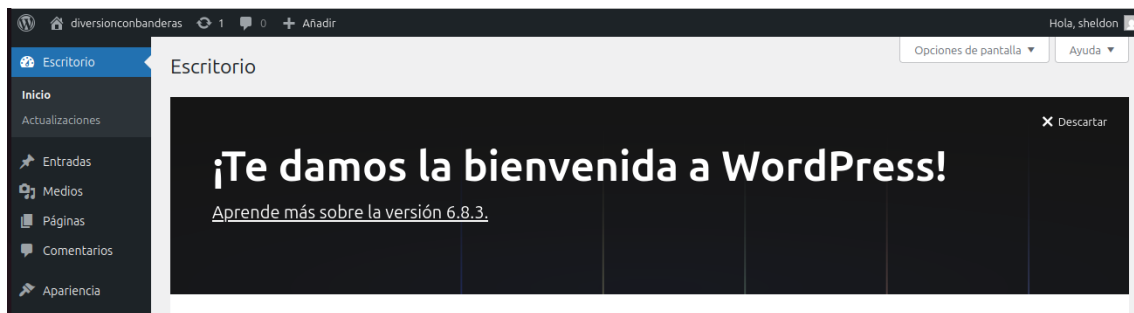 diversionconbanderas 1 0 Añadir Hola, sheldon
Opciones de pantalla Ayuda
Escritorio
Escritorio
Inicio
Actualizaciones
Descartar
¡Te damos la bienvenida a WordPress!
Aprende más sobre la versión 6.8.3.
Entradas
Medios
Páginas
Comentarios
Apariencia